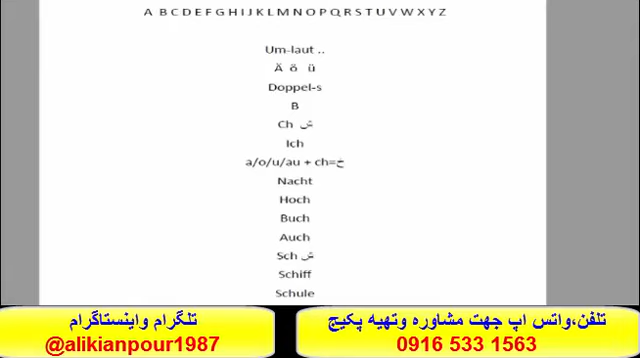 A B C D E F G H I J K L M N O P Q R S T U V W X Y Z
Um-laut ..
Ä ö ü
Doppel-s
B
Ch ش
Ich
a/o/u/au + ch=خ
Nacht
Hoch
Buch
Auch
Sch ش
Schiff
Schule
تلفن،واتس اپ جهت مشاوره وتهیه پکیج
0916 533 1563
تلگرام واینستاگرام
@alikianpour1987